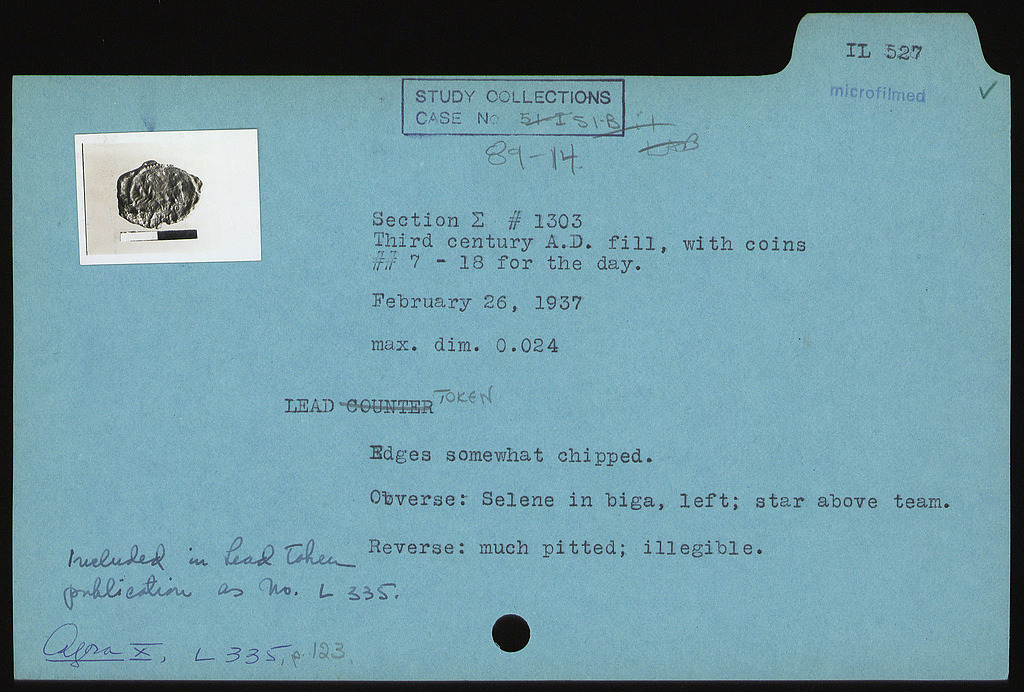 IL 527
microfilmed ✓
STUDY COLLECTIONS
CASE No 51-I 51-B
89-14
Section Σ # 1303
Third century A.D. fill, with coins
## 7 - 18 for the day.
February 26, 1937
max. dim. 0.024
LEAD COUNTER TOKEN
Edges somewhat chipped.
Obverse: Selene in biga, left; star above team.
Reverse: much pitted; illegible.
Included in Lead Token
publication as No. L 335.
Agora X, L 335, p. 123